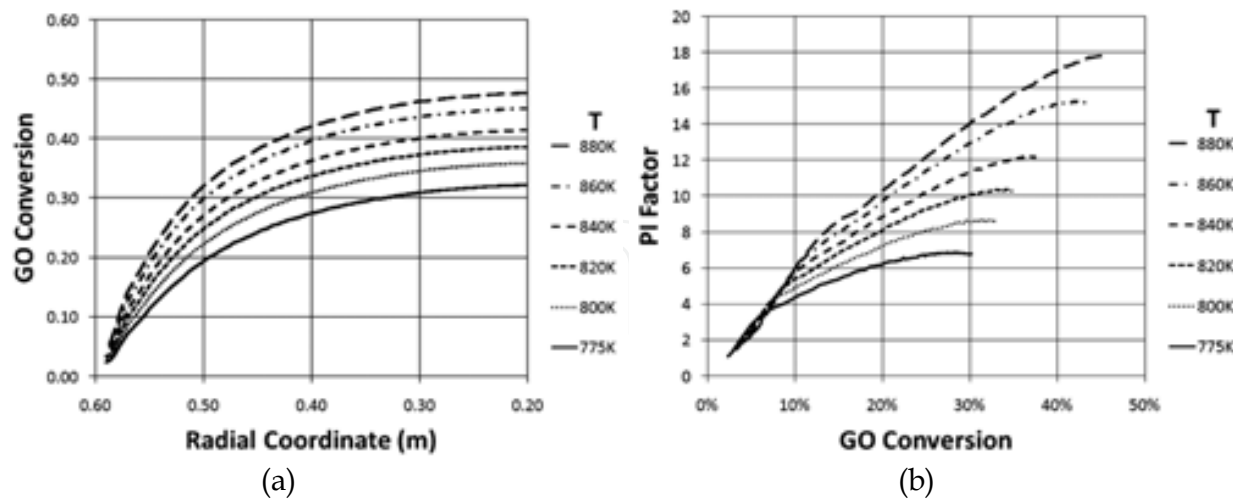 0.60
0.50
0.40
0.30
0.20
0.10
0.00
GO Conversion
0.60 0.50 0.40 0.30 0.20
Radial Coordinate (m)
T
880K
860K
840K
820K
800K
775K
(a)
20
18
16
14
12
10
8
6
4
2
0
PI Factor
0% 10% 20% 30% 40% 50%
GO Conversion
T
880K
860K
840K
820K
800K
775K
(b)